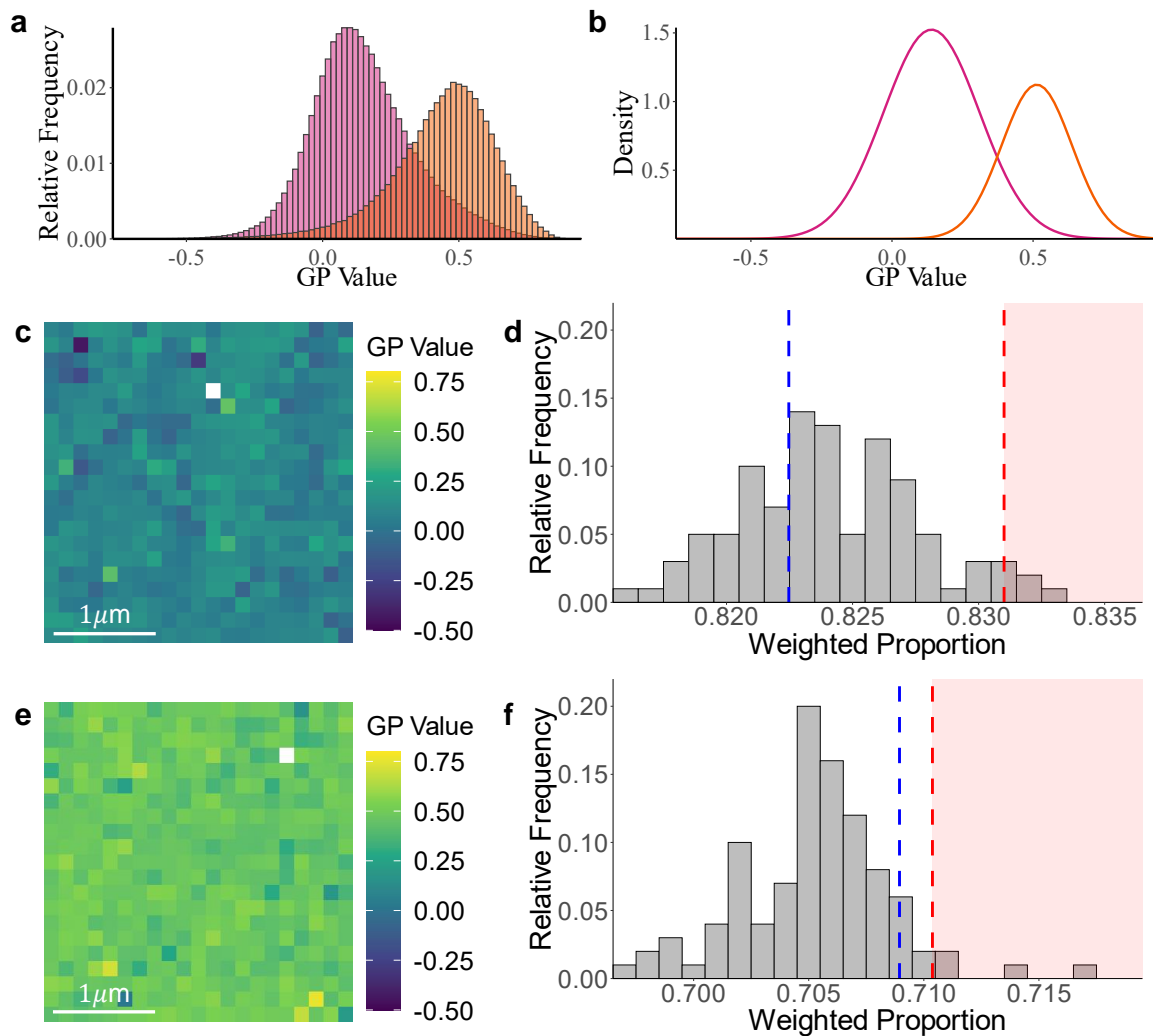 a
Relative Frequency
0.02
0.01
0.00
-0.5
0.0
0.5
GP Value
b
Density
1.5
1.0
0.5
-0.5
0.0
0.5
GP Value
c
GP Value
0.75
0.50
0.25
0.00
-0.25
-0.50
1μm
d
Relative Frequency
0.20
0.15
0.10
0.05
0.00
0.820
0.825
0.830
0.835
Weighted Proportion
e
GP Value
0.75
0.50
0.25
0.00
-0.25
-0.50
1μm
f
Relative Frequency
0.20
0.15
0.10
0.05
0.00
0.700
0.705
0.710
0.715
Weighted Proportion